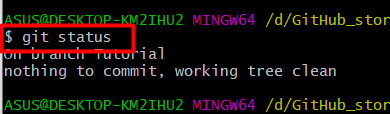 ASUS@DESKTOP-KM2IHU2 MINGW64 /d/GitHub_stor
$ git status
On branch Tutorial
nothing to commit, working tree clean
ASUS@DESKTOP-KM2IHU2 MINGW64 /d/GitHub_stor